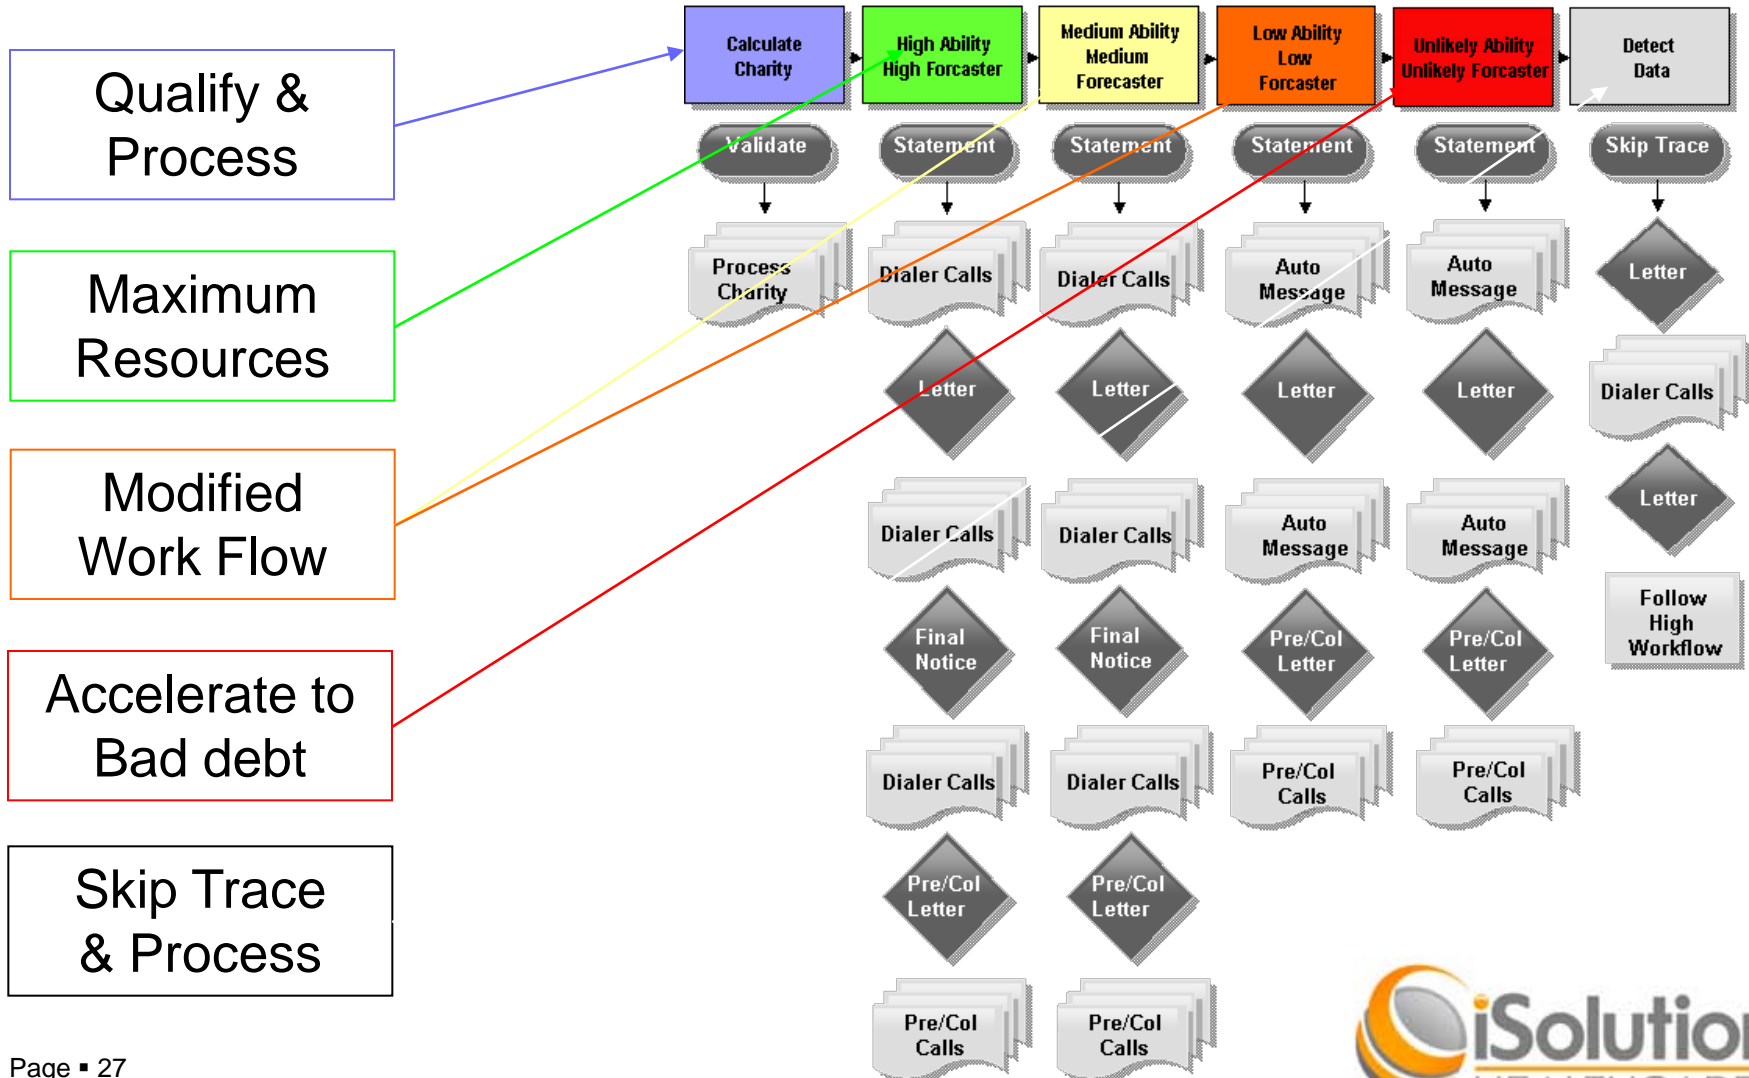 Qualify &
Process
Maximum
Resources
Modified
Work Flow
Accelerate to
Bad debt
Skip Trace
& Process
Calculate
Charity
Validate
Process
Charity
High Ability
High Forcaster
Statement
Dialer Calls
Letter
Dialer Calls
Final
Notice
Dialer Calls
Pre/Col
Letter
Pre/Col
Calls
Medium Ability
Medium
Forecaster
Statement
Dialer Calls
Letter
Dialer Calls
Final
Notice
Dialer Calls
Pre/Col
Letter
Pre/Col
Calls
Low Ability
Low
Forcaster
Statement
Auto
Message
Letter
Auto
Message
Pre/Col
Letter
Pre/Col
Calls
Unlikely Ability
Unlikely Forcaster
Statement
Auto
Message
Letter
Auto
Message
Pre/Col
Letter
Pre/Col
Calls
Detect
Data
Skip Trace
Letter
Dialer Calls
Letter
Follow
High
Workflow
Page ▪ 27
iSolution